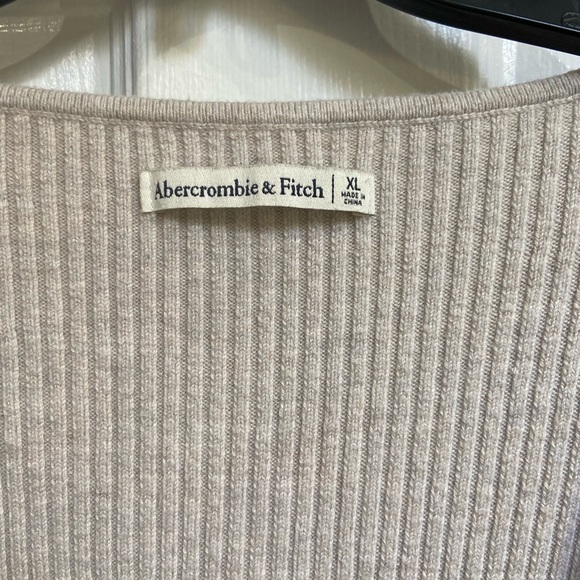 Abercrombie & Fitch | XL
MADE IN
CHINA